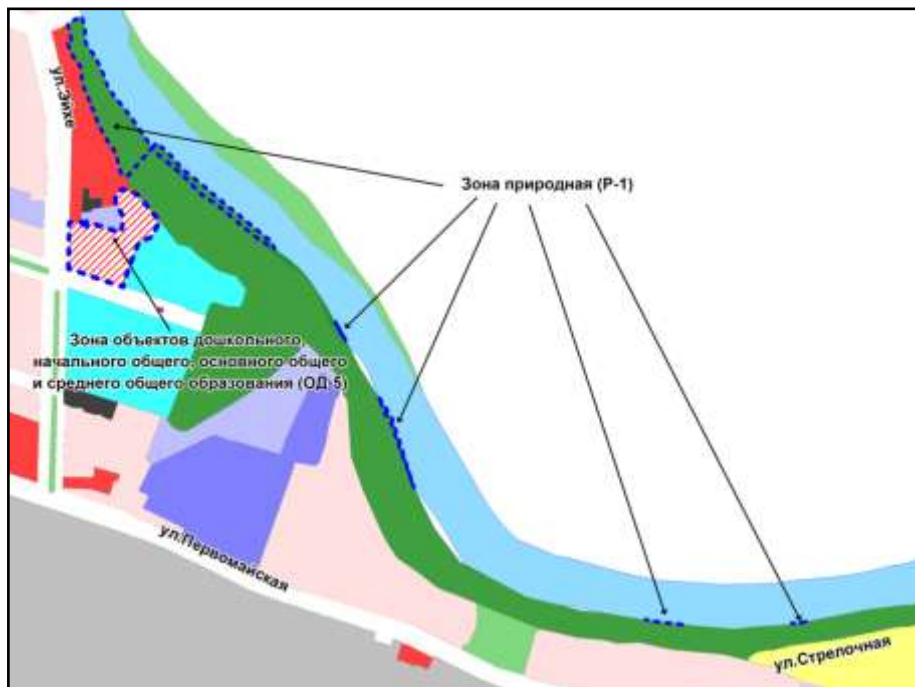 ул.Эйхе
Зона природная (Р-1)
Зона объектов дошкольного,
начального общего, основного общего
и среднего общего образования (ОД-5)
ул.Первомайская
ул.Стрелочная